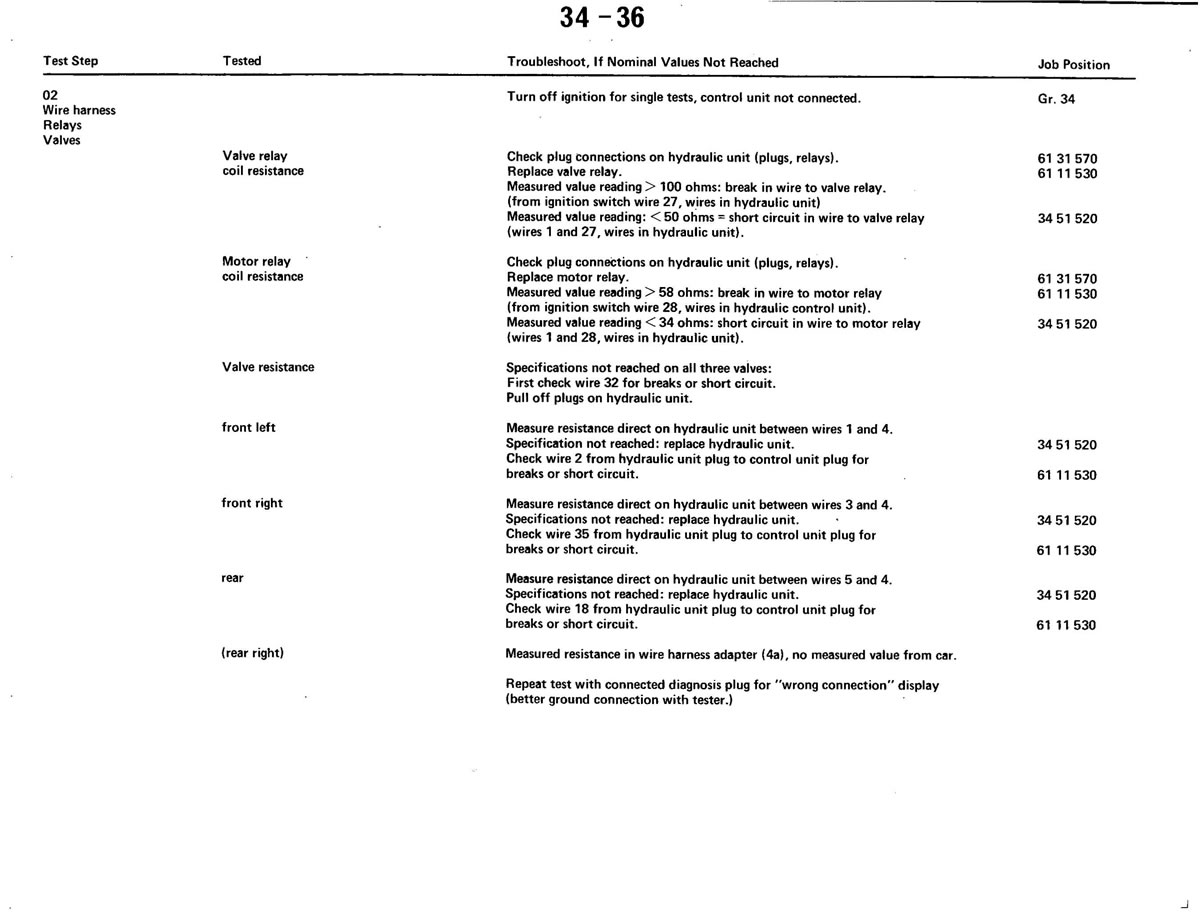 34 – 36
Test Step Tested Troubleshoot, If Nominal Values Not Reached Job Position
02 Turn off ignition for single tests, control unit not connected. Gr. 34
Wire harness
Relays
Valves
Valve relay Check plug connections on hydraulic unit (plugs, relays). 61 31 570
coil resistance Replace valve relay. 61 11 530
Measured value reading > 100 ohms: break in wire to valve relay.
(from ignition switch wire 27, wires in hydraulic unit)
Measured value reading: < 50 ohms = short circuit in wire to valve relay 34 51 520
(wires 1 and 27, wires in hydraulic unit).
Motor relay Check plug connections on hydraulic unit (plugs, relays).
coil resistance Replace motor relay. 61 31 570
Measured value reading > 58 ohms: break in wire to motor relay 61 11 530
(from ignition switch wire 28, wires in hydraulic control unit).
Measured value reading < 34 ohms: short circuit in wire to motor relay 34 51 520
(wires 1 and 28, wires in hydraulic unit).
Valve resistance Specifications not reached on all three valves:
First check wire 32 for breaks or short circuit.
Pull off plugs on hydraulic unit.
front left Measure resistance direct on hydraulic unit between wires 1 and 4.
Specification not reached: replace hydraulic unit. 34 51 520
Check wire 2 from hydraulic unit plug to control unit plug for
breaks or short circuit. 61 11 530
front right Measure resistance direct on hydraulic unit between wires 3 and 4.
Specifications not reached: replace hydraulic unit. 34 51 520
Check wire 35 from hydraulic unit plug to control unit plug for
breaks or short circuit. 61 11 530
rear Measure resistance direct on hydraulic unit between wires 5 and 4.
Specifications not reached: replace hydraulic unit. 34 51 520
Check wire 18 from hydraulic unit plug to control unit plug for
breaks or short circuit. 61 11 530
(rear right) Measured resistance in wire harness adapter (4a), no measured value from car.
Repeat test with connected diagnosis plug for "wrong connection" display
(better ground connection with tester.)